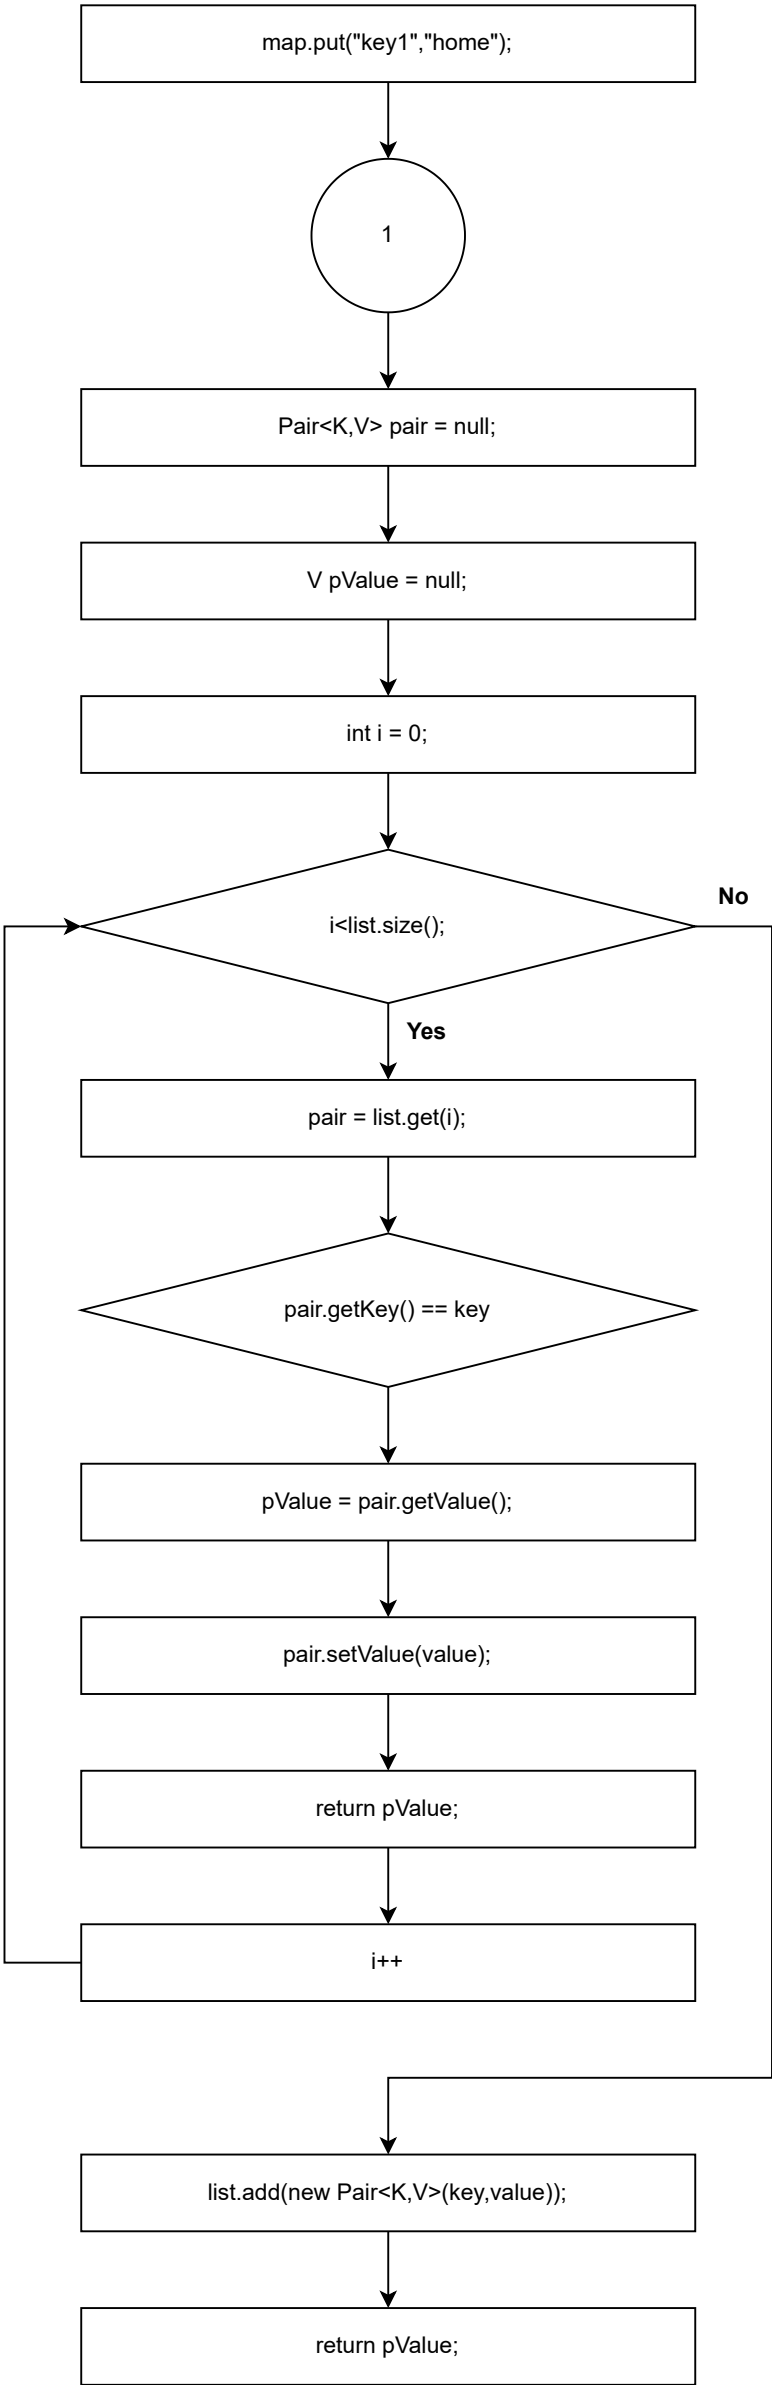 map.put("key1","home");
1
Pair<K,V> pair = null;
V pValue = null;
int i = 0;
i<list.size();
No
Yes
pair = list.get(i);
pair.getKey() == key
pValue = pair.getValue();
pair.setValue(value);
return pValue;
i++
list.add(new Pair<K,V>(key,value));
return pValue;